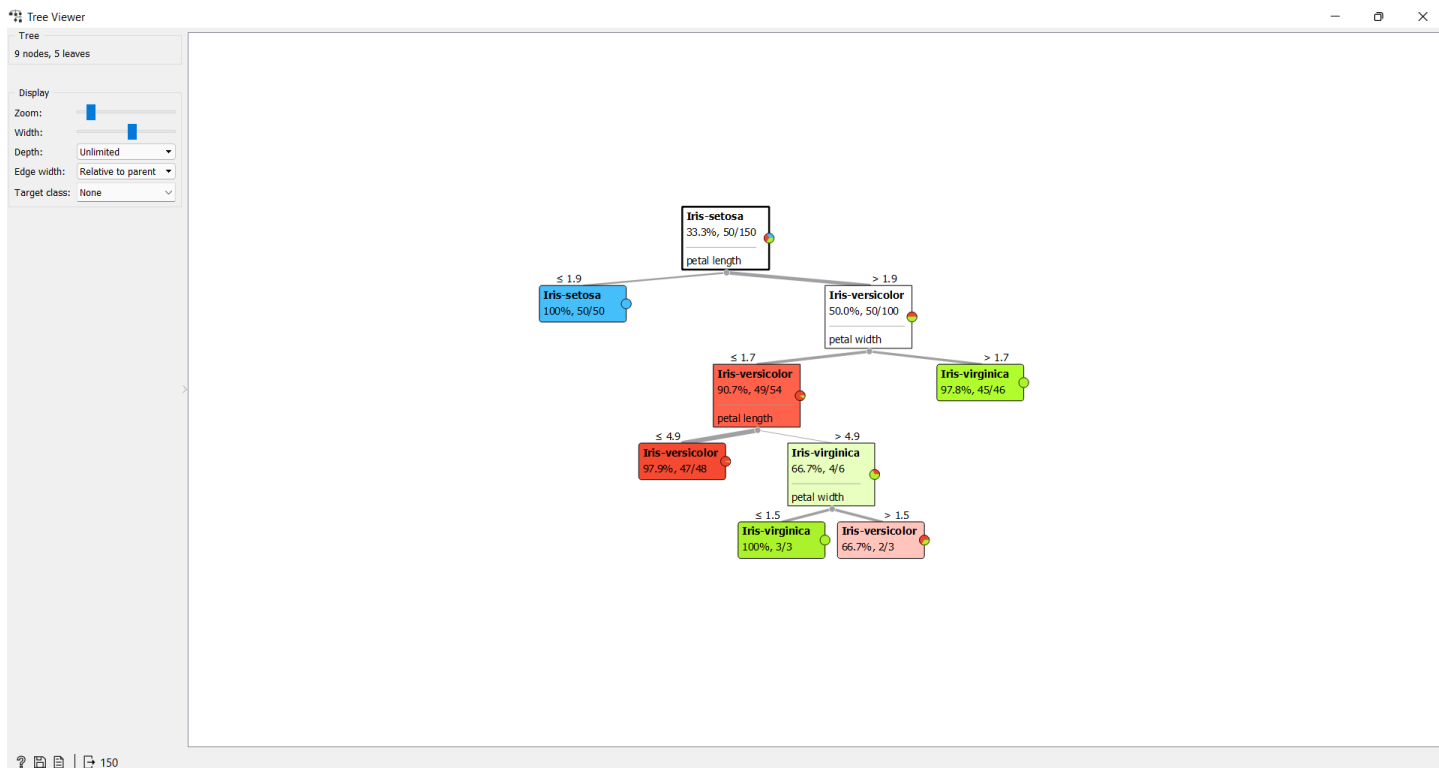 Tree Viewer
Tree
9 nodes, 5 leaves
Display
Zoom:
Width:
Depth: Unlimited
Edge width: Relative to parent
Target class: None
Iris-setosa
33.3%, 50/150
petal length
≤ 1.9
> 1.9
Iris-setosa
100%, 50/50
Iris-versicolor
50.0%, 50/100
petal width
≤ 1.7
> 1.7
Iris-versicolor
90.7%, 49/54
petal length
Iris-virginica
97.8%, 45/46
≤ 4.9
> 4.9
Iris-versicolor
97.9%, 47/48
Iris-virginica
66.7%, 4/6
petal width
≤ 1.5
> 1.5
Iris-virginica
100%, 3/3
Iris-versicolor
66.7%, 2/3
? 150